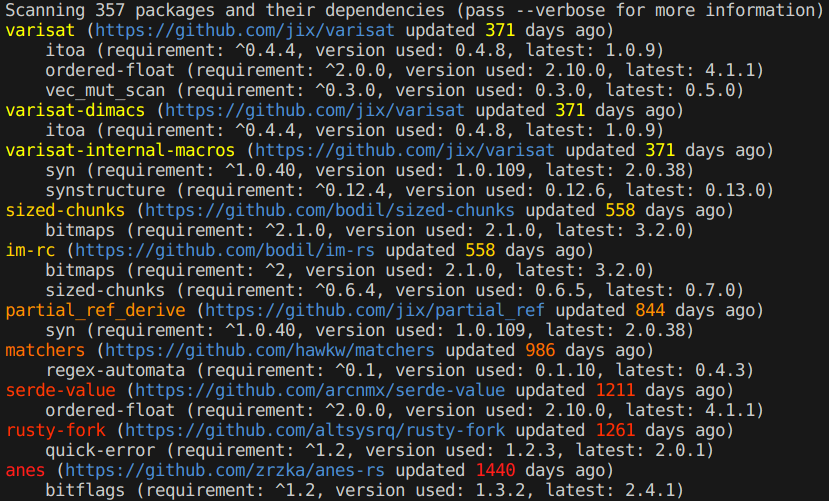 Scanning 357 packages and their dependencies (pass --verbose for more information)
varisat (https://github.com/jix/varisat updated 371 days ago)
    itoa (requirement: ^0.4.4, version used: 0.4.8, latest: 1.0.9)
    ordered-float (requirement: ^2.0.0, version used: 2.10.0, latest: 4.1.1)
    vec_mut_scan (requirement: ^0.3.0, version used: 0.3.0, latest: 0.5.0)
varisat-dimacs (https://github.com/jix/varisat updated 371 days ago)
    itoa (requirement: ^0.4.4, version used: 0.4.8, latest: 1.0.9)
varisat-internal-macros (https://github.com/jix/varisat updated 371 days ago)
    syn (requirement: ^1.0.40, version used: 1.0.109, latest: 2.0.38)
    synstructure (requirement: ^0.12.4, version used: 0.12.6, latest: 0.13.0)
sized-chunks (https://github.com/bodil/sized-chunks updated 558 days ago)
    bitmaps (requirement: ^2.1.0, version used: 2.1.0, latest: 3.2.0)
im-rc (https://github.com/bodil/im-rs updated 558 days ago)
    bitmaps (requirement: ^2, version used: 2.1.0, latest: 3.2.0)
    sized-chunks (requirement: ^0.6.4, version used: 0.6.5, latest: 0.7.0)
partial_ref_derive (https://github.com/jix/partial_ref updated 844 days ago)
    syn (requirement: ^1.0.40, version used: 1.0.109, latest: 2.0.38)
matchers (https://github.com/hawkw/matchers updated 986 days ago)
    regex-automata (requirement: ^0.1, version used: 0.1.10, latest: 0.4.3)
serde-value (https://github.com/arcnmx/serde-value updated 1211 days ago)
    ordered-float (requirement: ^2.0.0, version used: 2.10.0, latest: 4.1.1)
rusty-fork (https://github.com/altsysrq/rusty-fork updated 1261 days ago)
    quick-error (requirement: ^1.2, version used: 1.2.3, latest: 2.0.1)
anes (https://github.com/zrzka/anes-rs updated 1440 days ago)
    bitflags (requirement: ^1.2, version used: 1.3.2, latest: 2.4.1)